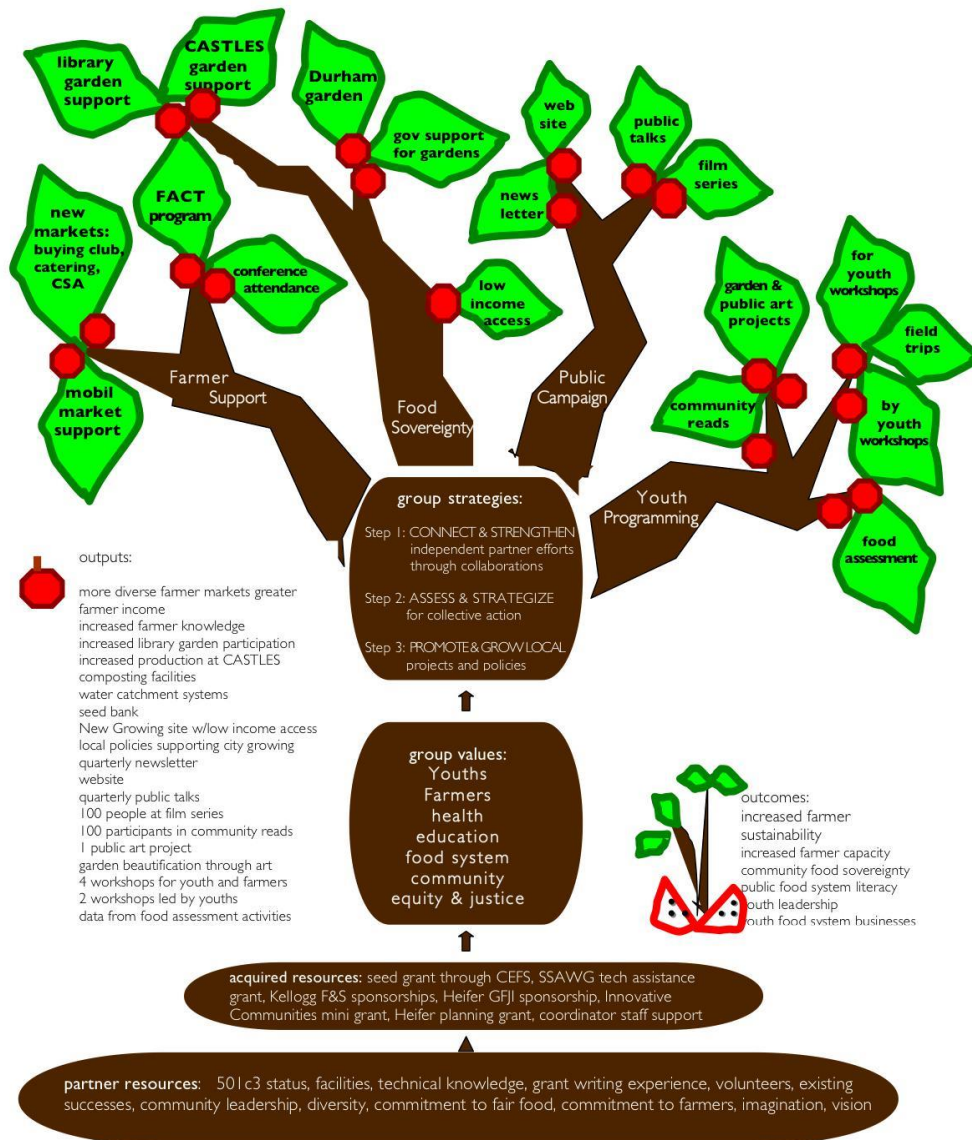 library
garden
support
CASTLES
garden
support
Durham
garden
gov support
for gardens
web
site
public
talks
film
series
news
letter
FACT
program
new
markets:
buying club,
catering,
CSA
conference
attendance
low
income
access
garden &
public art
projects
for
youth
workshops
field
trips
mobil
market
support
community
reads
by
youth
workshops
food
assessment
Farmer
Support
Food
Sovereignty
Public
Campaign
Youth
Programming
group strategies:
Step 1: CONNECT & STRENGTHEN
independent partner efforts
through collaborations
Step 2: ASSESS & STRATEGIZE
for collective action
Step 3: PROMOTE & GROW LOCAL
projects and policies
outputs:
more diverse farmer markets greater
farmer income
increased farmer knowledge
increased library garden participation
increased production at CASTLES
composting facilities
water catchment systems
seed bank
New Growing site w/low income access
local policies supporting city growing
quarterly newsletter
website
quarterly public talks
100 people at film series
100 participants in community reads
1 public art project
garden beautification through art
4 workshops for youth and farmers
2 workshops led by youths
data from food assessment activities
group values:
Youths
Farmers
health
education
food system
community
equity & justice
outcomes:
increased farmer
sustainability
increased farmer capacity
community food sovereignty
public food system literacy
youth leadership
youth food system businesses
acquired resources: seed grant through CEFS, SSAWG tech assistance
grant, Kellogg F&S sponsorships, Heifer GFJI sponsorship, Innovative
Communities mini grant, Heifer planning grant, coordinator staff support
partner resources: 501c3 status, facilities, technical knowledge, grant writing experience, volunteers, existing
successes, community leadership, diversity, commitment to fair food, commitment to farmers, imagination, vision